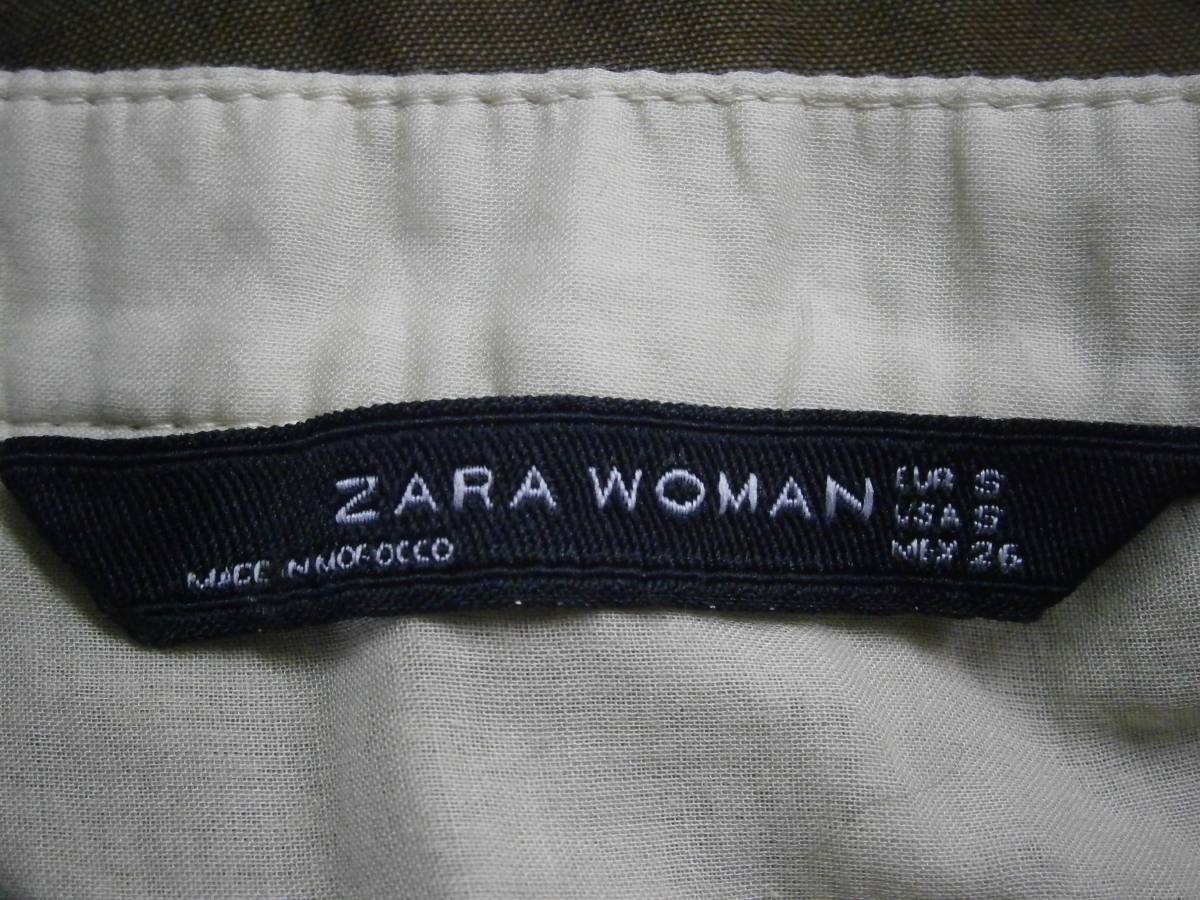 ZARA WOMAN
EUR S
USA S
MEX 26
MADE IN MOROCCO